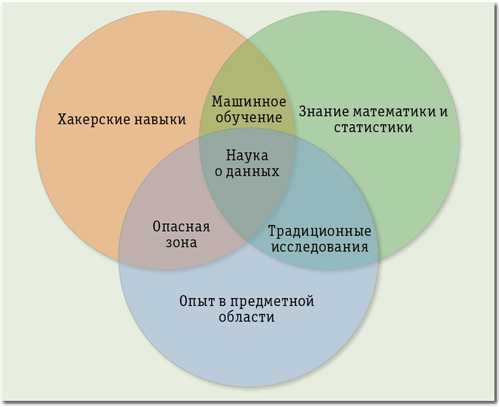 Машинное
обучение
Хакерские навыки
Знание математики и
статистики
Наука
о данных
Опасная
зона
Традиционные
исследования
Опыт в предметной
области